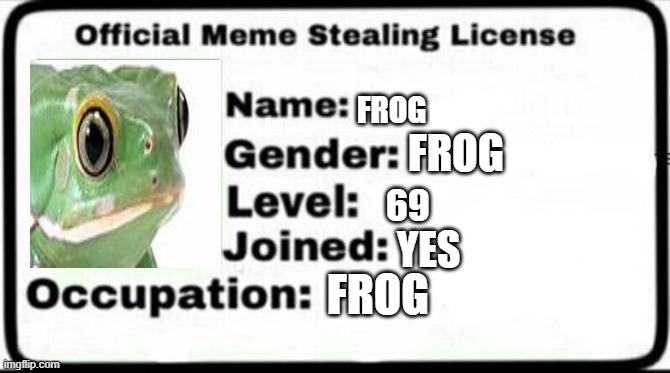 Official Meme Stealing License
Name: FROG
Gender: FROG
Level: 69
Joined: YES
Occupation: FROG
imgflip.com